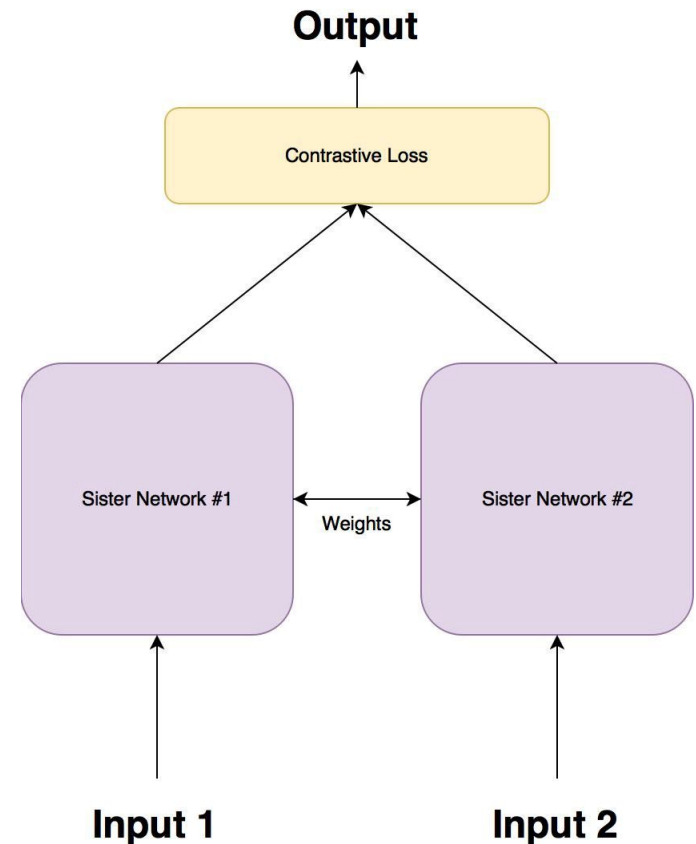 Output
Contrastive Loss
Sister Network #1
Weights
Sister Network #2
Input 1
Input 2